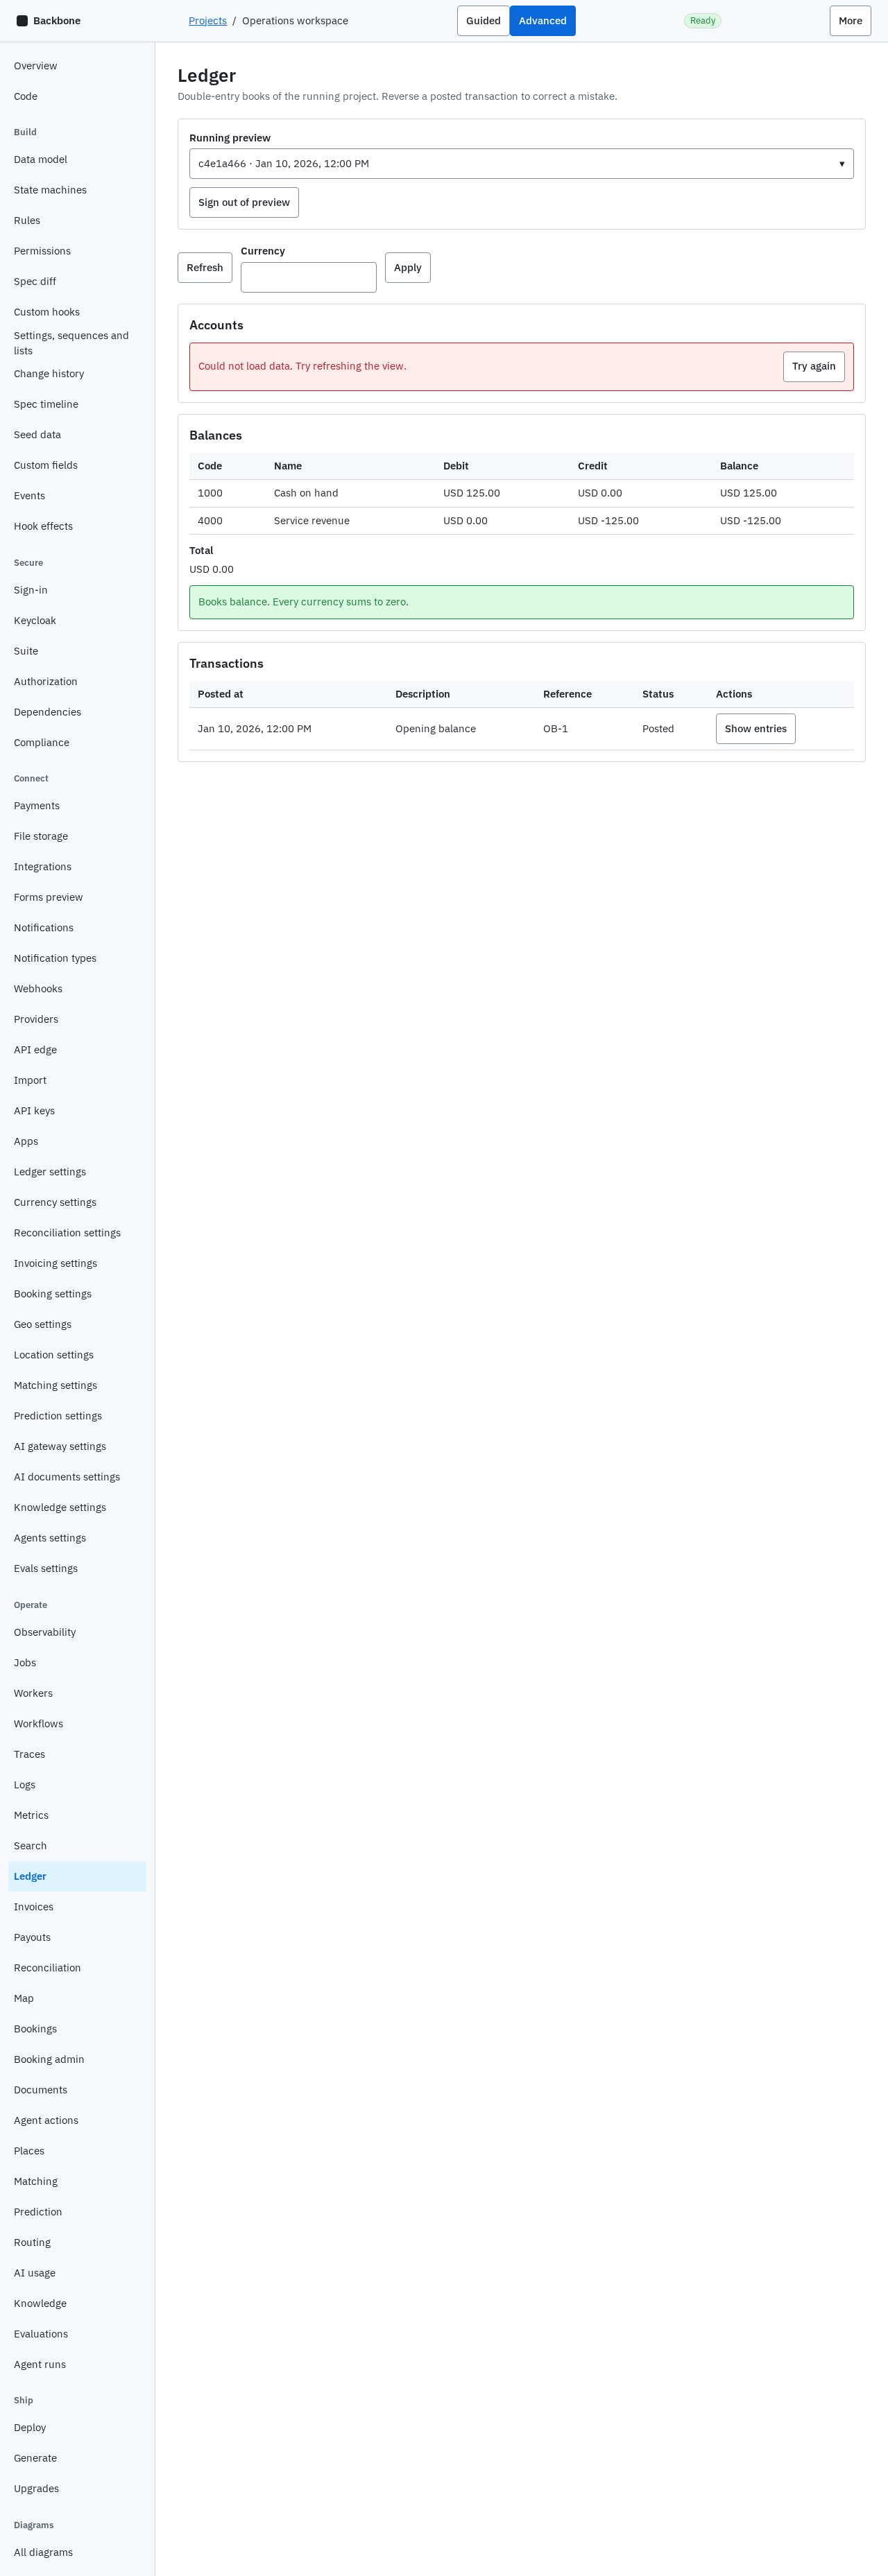 Backbone
Projects / Operations workspace
Guided
Advanced
Ready
More
Overview
Code
Build
Data model
State machines
Rules
Permissions
Spec diff
Custom hooks
Settings, sequences and
lists
Change history
Spec timeline
Seed data
Custom fields
Events
Hook effects
Secure
Sign-in
Keycloak
Suite
Authorization
Dependencies
Compliance
Connect
Payments
File storage
Integrations
Forms preview
Notifications
Notification types
Webhooks
Providers
API edge
Import
API keys
Apps
Ledger settings
Currency settings
Reconciliation settings
Invoicing settings
Booking settings
Geo settings
Location settings
Matching settings
Prediction settings
AI gateway settings
AI documents settings
Knowledge settings
Agents settings
Evals settings
Operate
Observability
Jobs
Workers
Workflows
Traces
Logs
Metrics
Search
Ledger
Invoices
Payouts
Reconciliation
Map
Bookings
Booking admin
Documents
Agent actions
Places
Matching
Prediction
Routing
AI usage
Knowledge
Evaluations
Agent runs
Ship
Deploy
Generate
Upgrades
Diagrams
All diagrams
Ledger
Double-entry books of the running project. Reverse a posted transaction to correct a mistake.
Running preview
c4e1a466 · Jan 10, 2026, 12:00 PM
Sign out of preview
Refresh
Currency
Apply
Accounts
Could not load data. Try refreshing the view.
Try again
Balances
Code Name Debit Credit Balance
1000 Cash on hand USD 125.00 USD 0.00 USD 125.00
4000 Service revenue USD 0.00 USD -125.00 USD -125.00
Total
USD 0.00
Books balance. Every currency sums to zero.
Transactions
Posted at Description Reference Status Actions
Jan 10, 2026, 12:00 PM Opening balance OB-1 Posted Show entries